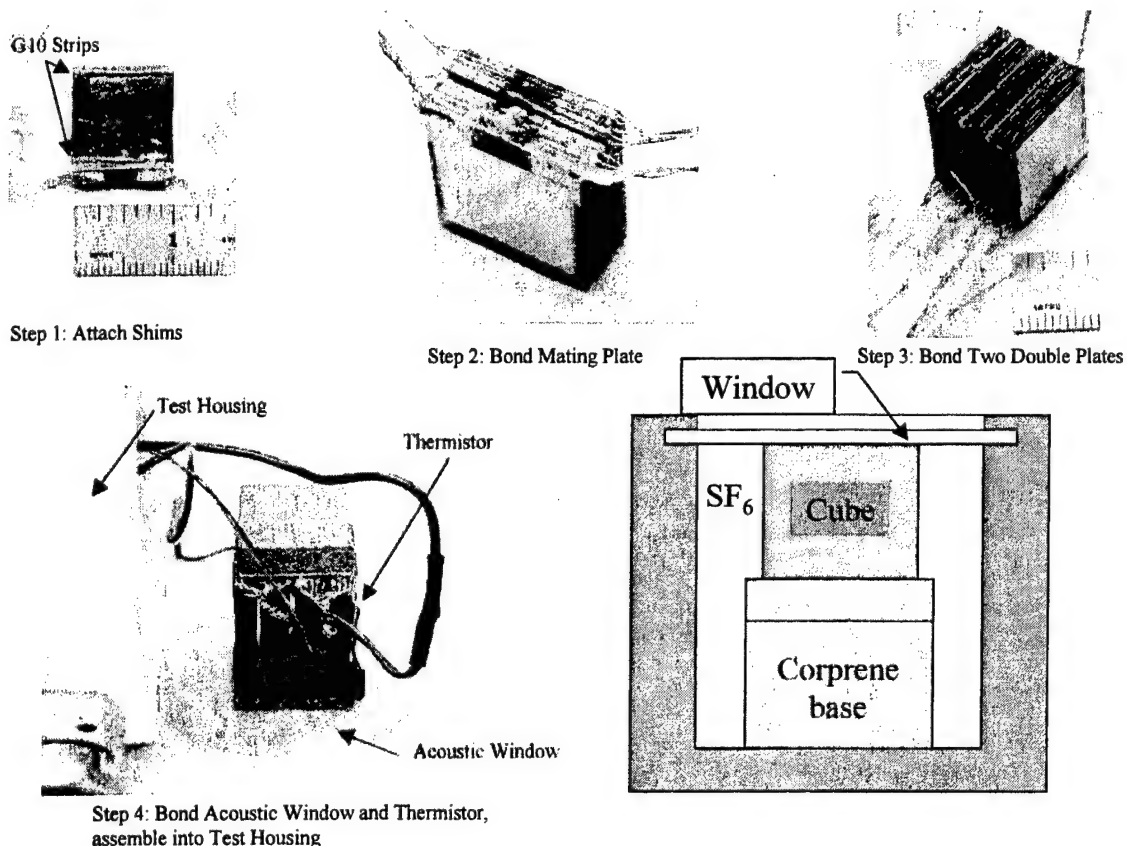 G10 Strips
1
Step 1: Attach Shims
Step 2: Bond Mating Plate
Step 3: Bond Two Double Plates
Test Housing
Thermistor
Acoustic Window
Step 4: Bond Acoustic Window and Thermistor,
assemble into Test Housing
Window
SF₆
Cube
Corprene
base